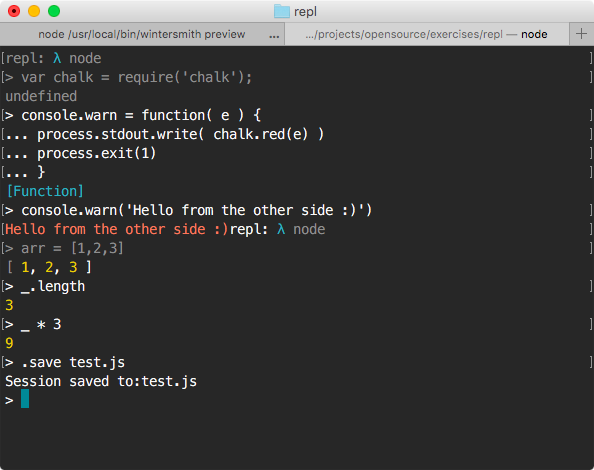 repl
node /usr/local/bin/wintersmith preview ...
.../projects/opensource/exercises/repl — node +
[repl: λ node ]
[> var chalk = require('chalk'); ]
undefined
[> console.warn = function( e ) { ]
[... process.stdout.write( chalk.red(e) ) ]
[... process.exit(1) ]
[... } ]
[Function]
[> console.warn('Hello from the other side :)') ]
[Hello from the other side :)repl: λ node ]
[> arr = [1,2,3] ]
[ 1, 2, 3 ]
[> _.length ]
3
[> _ * 3 ]
9
[> .save test.js ]
Session saved to:test.js
>